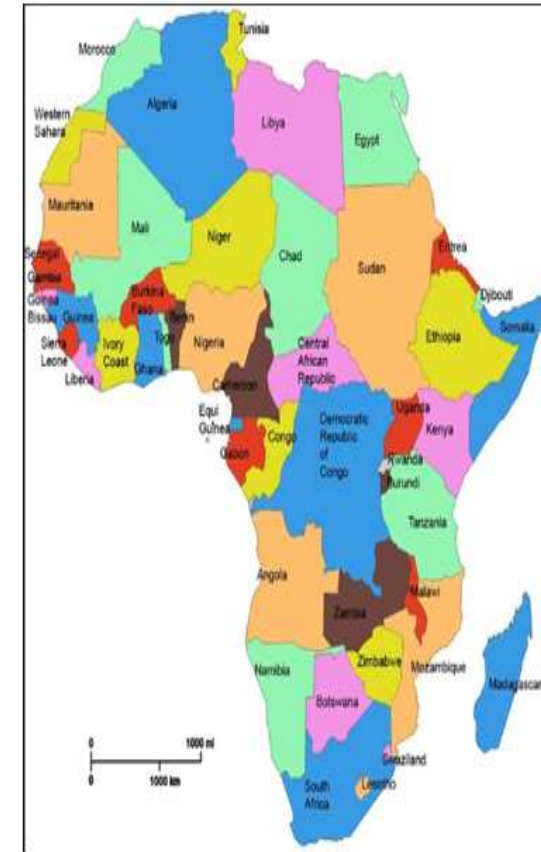 Tunisia
Morocco
Algeria
Libya
Egypt
Western
Sahara
Mauritania
Mali
Niger
Chad
Sudan
Eritrea
Djibouti
Senegal
Gambia
Guinea
Bissau
Guinea
Burkina
Faso
Benin
Togo
Nigeria
Ethiopia
Somalia
Sierra
Leone
Ivory
Coast
Ghana
Liberia
Cameroon
Central
African
Republic
Equi
Guinea
Gabon
Congo
Democratic
Republic
of
Congo
Uganda
Kenya
Rwanda
Burundi
Tanzania
Angola
Zambia
Malawi
Mozambique
Zimbabwe
Namibia
Botswana
Madagascar
Swaziland
South
Africa
Lesotho
0 1000 mi
0 1000 km